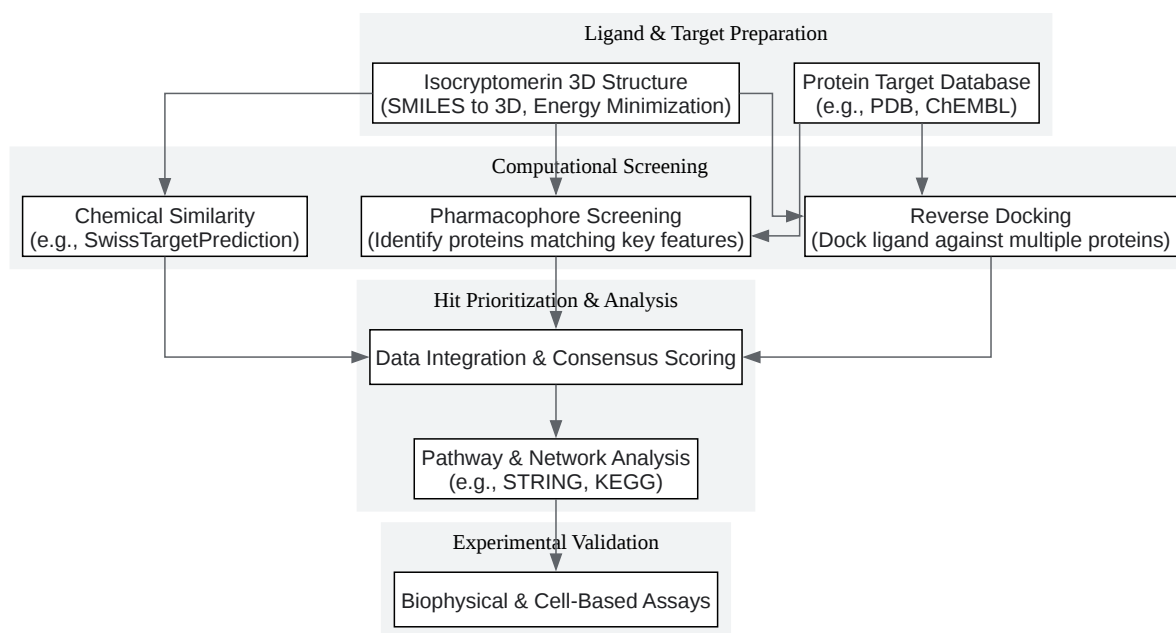 Ligand & Target Preparation
Isocryptomerin 3D Structure
(SMILES to 3D, Energy Minimization)
Protein Target Database
(e.g., PDB, ChEMBL)
Computational Screening
Chemical Similarity
(e.g., SwissTargetPrediction)
Pharmacophore Screening
(Identify proteins matching key features)
Reverse Docking
(Dock ligand against multiple proteins)
Hit Prioritization & Analysis
Data Integration & Consensus Scoring
Pathway & Network Analysis
(e.g., STRING, KEGG)
Experimental Validation
Biophysical & Cell-Based Assays